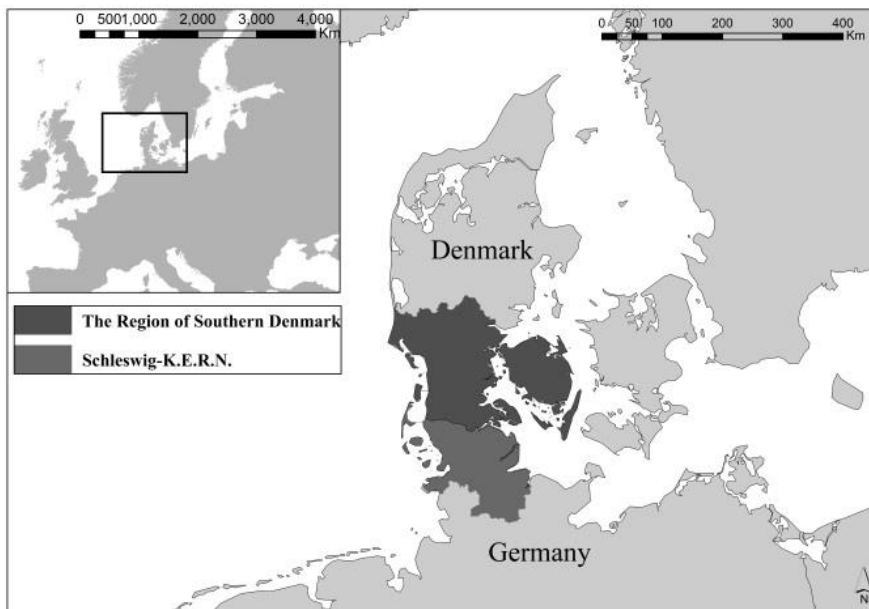 0 5001,000 2,000 3,000 4,000
Km
0 50 100 200 300 400
Km
Denmark
The Region of Southern Denmark
Schleswig-K.E.R.N.
Germany
N